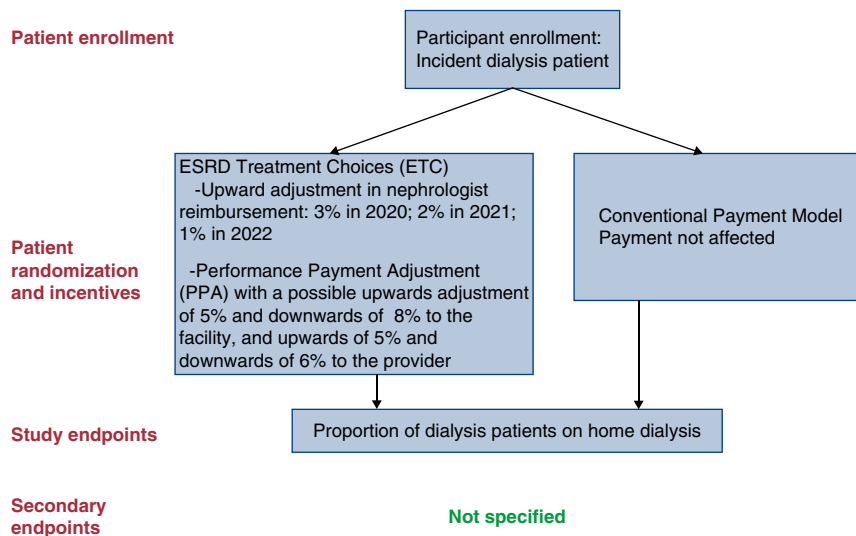 Patient enrollment
Participant enrollment:
Incident dialysis patient
Patient
randomization
and incentives
ESRD Treatment Choices (ETC)
-Upward adjustment in nephrologist
reimbursement: 3% in 2020; 2% in 2021;
1% in 2022
-Performance Payment Adjustment
(PPA) with a possible upwards adjustment
of 5% and downwards of 8% to the
facility, and upwards of 5% and
downwards of 6% to the provider
Conventional Payment Model
Payment not affected
Study endpoints
Proportion of dialysis patients on home dialysis
Secondary
endpoints
Not specified